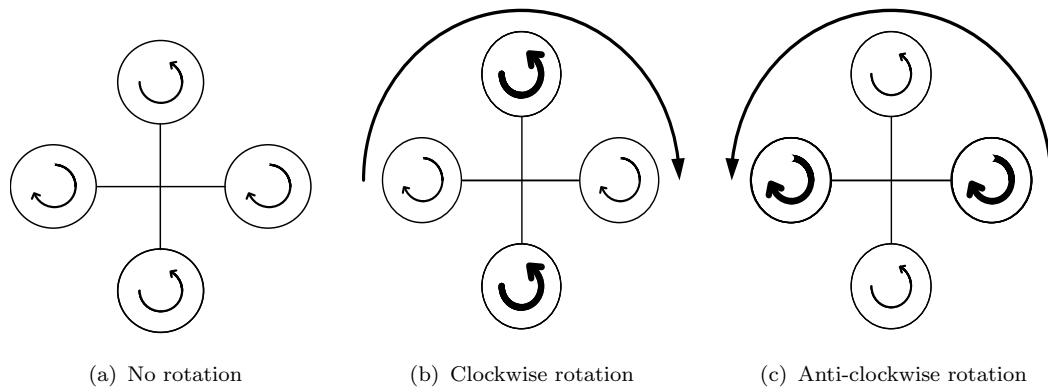 (a) No rotation
(b) Clockwise rotation
(c) Anti-clockwise rotation